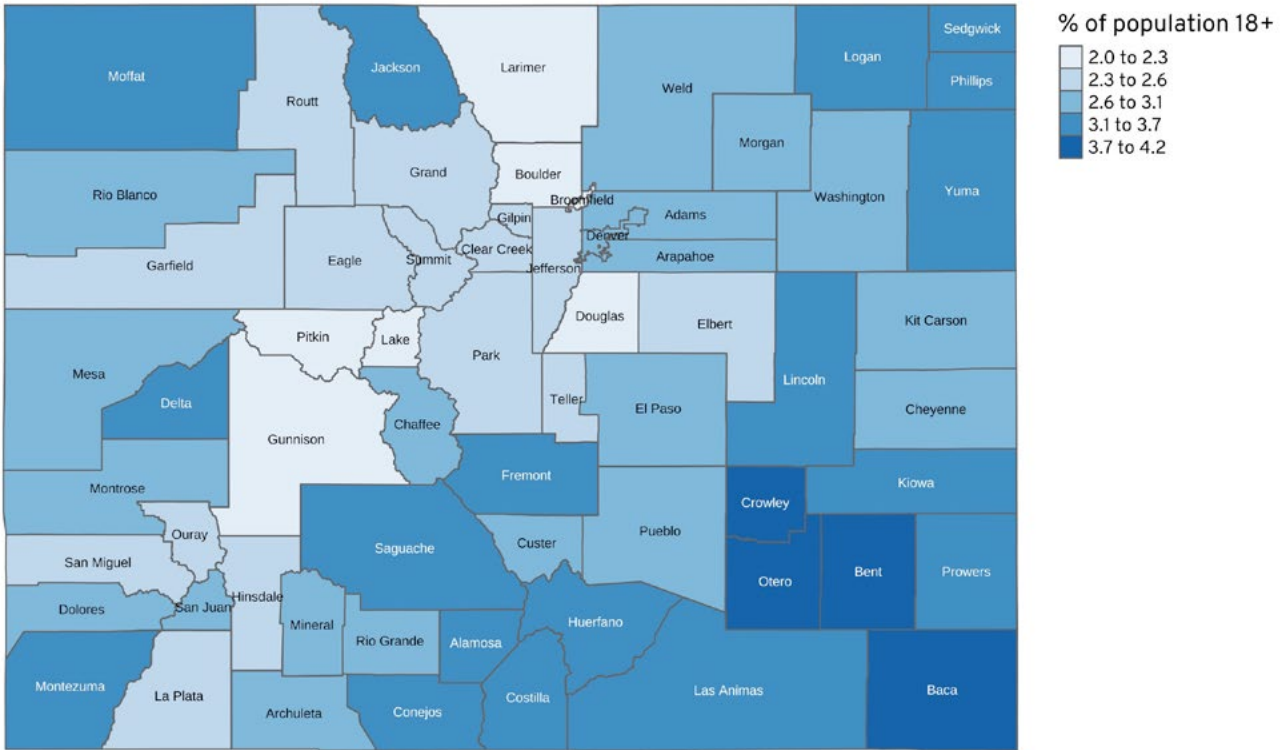 % of population 18+
2.0 to 2.3
2.3 to 2.6
2.6 to 3.1
3.1 to 3.7
3.7 to 4.2
Moffat
Routt
Jackson
Larimer
Weld
Logan
Sedgwick
Phillips
Rio Blanco
Grand
Boulder
Broomfield
Morgan
Washington
Yuma
Garfield
Eagle
Summit
Gilpin
Clear Creek
Jefferson
Denver
Adams
Arapahoe
Mesa
Pitkin
Lake
Park
Douglas
Elbert
Lincoln
Kit Carson
Delta
Gunnison
Chaffee
Teller
El Paso
Cheyenne
Montrose
Fremont
Crowley
Kiowa
Ouray
San Miguel
Saguache
Custer
Pueblo
Otero
Bent
Prowers
Dolores
San Juan
Hinsdale
Mineral
Rio Grande
Alamosa
Huerfano
Montezuma
La Plata
Archuleta
Conejos
Costilla
Las Animas
Baca